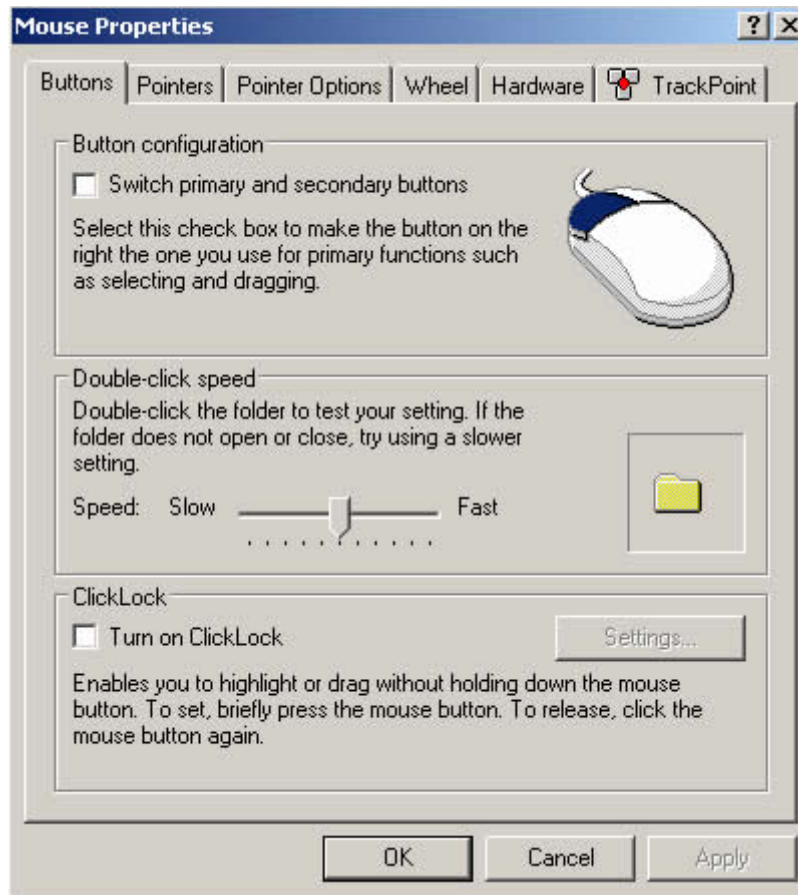 Mouse Properties
Buttons Pointers Pointer Options Wheel Hardware TrackPoint
Button configuration
Switch primary and secondary buttons
Select this check box to make the button on the
right the one you use for primary functions such
as selecting and dragging.
Double-click speed
Double-click the folder to test your setting. If the
folder does not open or close, try using a slower
setting.
Speed: Slow Fast
ClickLock
Turn on ClickLock Settings...
Enables you to highlight or drag without holding down the mouse
button. To set, briefly press the mouse button. To release, click the
mouse button again.
OK Cancel Apply